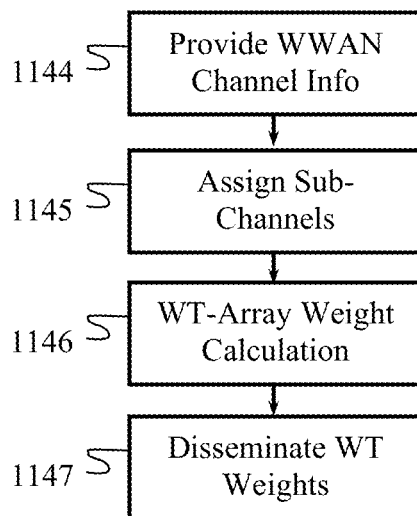 Provide WWAN
Channel Info
1144
Assign Sub-
Channels
1145
WT-Array Weight
Calculation
1146
Disseminate WT
Weights
1147